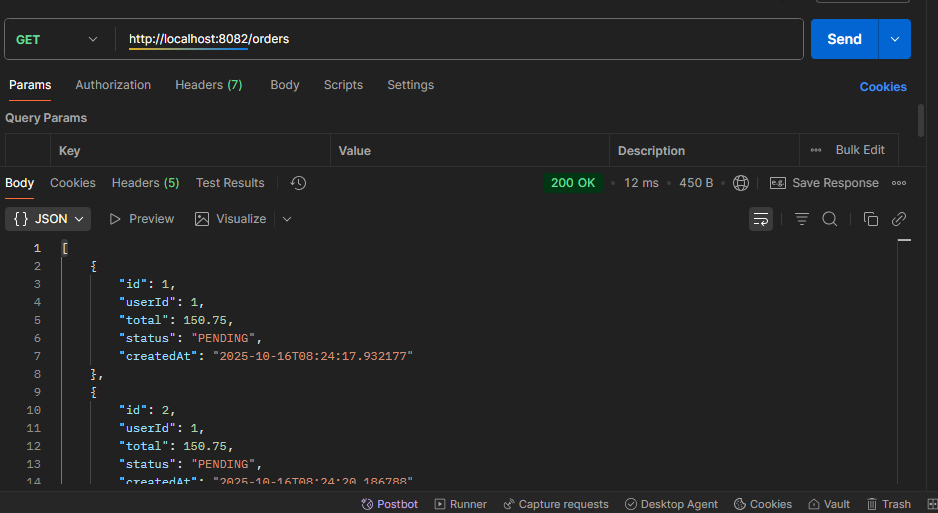 GET http://localhost:8082/orders Send
Params Authorization Headers (7) Body Scripts Settings Cookies
Query Params
Key Value Description Bulk Edit
Body Cookies Headers (5) Test Results 200 OK 12 ms 450 B e.g. Save Response
{} JSON Preview Visualize
1 [
2 {
3 "id": 1,
4 "userId": 1,
5 "total": 150.75,
6 "status": "PENDING",
7 "createdAt": "2025-10-16T08:24:17.932177"
8 },
9 {
10 "id": 2,
11 "userId": 1,
12 "total": 150.75,
13 "status": "PENDING",
14 "createdAt": "2025-10-16T08:24:20.186788"
Postbot Runner Capture requests Desktop Agent Cookies Vault Trash